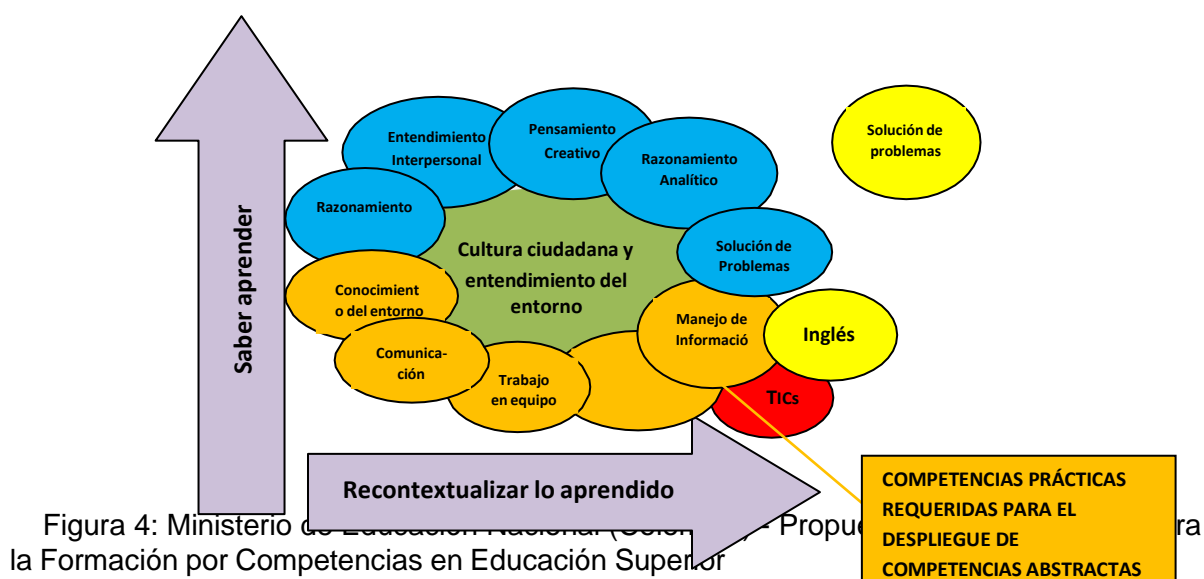 Saber aprender
Entendimiento
Interpersonal
Pensamiento
Creativo
Razonamiento
Analítico
Solución de
problemas
Razonamiento
Cultura ciudadana y
entendimiento del
entorno
Solución de
Problemas
Conocimient
o del entorno
Manejo de
Informació
Inglés
Comunica-
ción
Trabajo
en equipo
TICs
Recontextualizar lo aprendido
COMPETENCIAS PRÁCTICAS
REQUERIDAS PARA EL
DESPLIEGUE DE
COMPETENCIAS ABSTRACTAS
Figura 4: Ministerio de Educación Nacional
la Formación por Competencias en Educación Superior